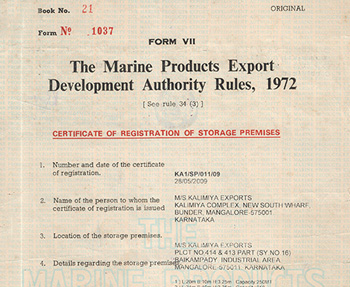 Book No. 21
ORIGINAL
Form No 1037
FORM VII
The Marine Products Export
Development Authority Rules, 1972
[ See rule 34 (3) ]
CERTIFICATE OF REGISTRATION OF STORAGE PREMISES
1. Number and date of the certificate of registration. KA1/SP/011/09
28/05/2009
2. Name of the person to whom the certificate of registration is issued
M/S KALIMIYA EXPORTS
KALIMIYA COMPLEX, NEW SOUTH WHARF,
BUNDER, MANGALORE-575001
KARNATAKA
3. Location of the storage premises.
M/S KALIMIYA EXPORTS
PLOT NO 414 & 413 PART (SY.NO.16)
BAIKAMPADY INDUSTRIAL AREA
MANGALORE- 575011, KARNATAKA
4. Details regarding the storage premises
THE
MARINE